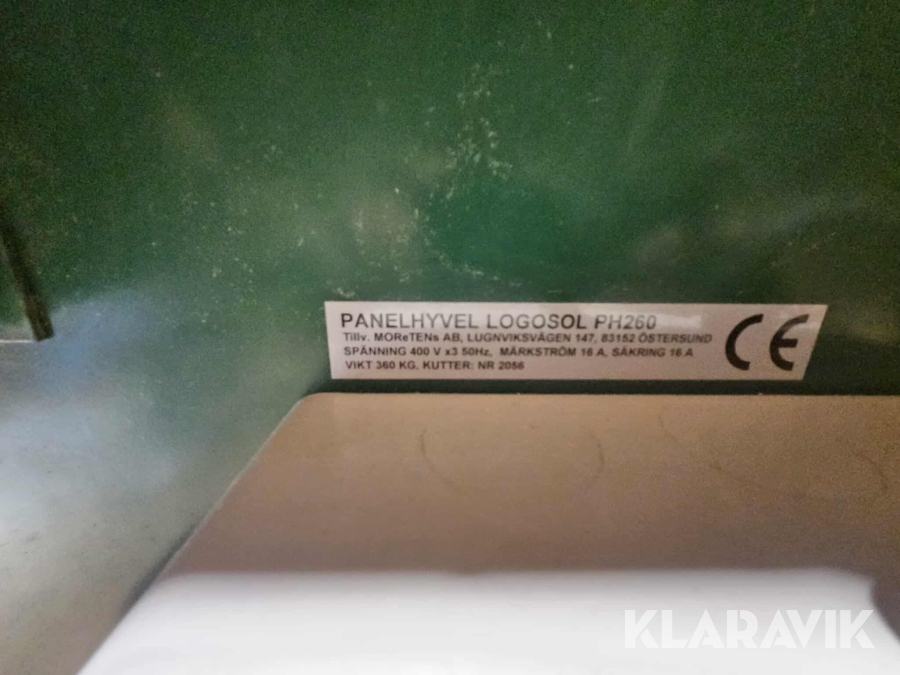 PANELHYVEL LOGOSOL PH260
Tillv. MOReTENs AB, LUGNVIKSVÄGEN 147, 83152 ÖSTERSUND
SPÄNNING 400 V x3 50Hz, MÄRKSTRÖM 16 A, SÄKRING 16 A
VIKT 360 KG. KUTTER: NR 2056
CE
KLARAVIK